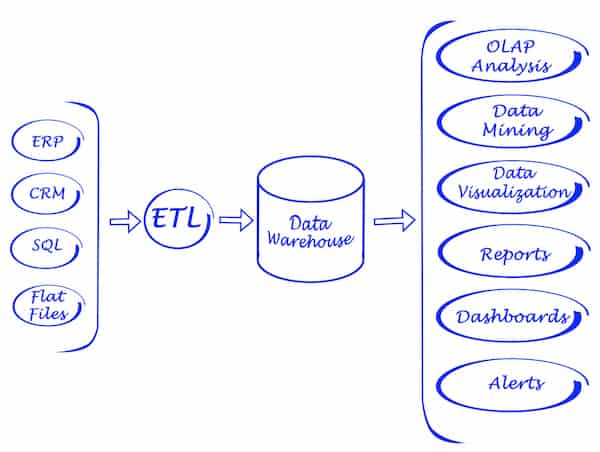 ERP
CRM
SQL
Flat
Files
ETL
Data
Warehouse
OLAP
Analysis
Data
Mining
Data
Visualization
Reports
Dashboards
Alerts